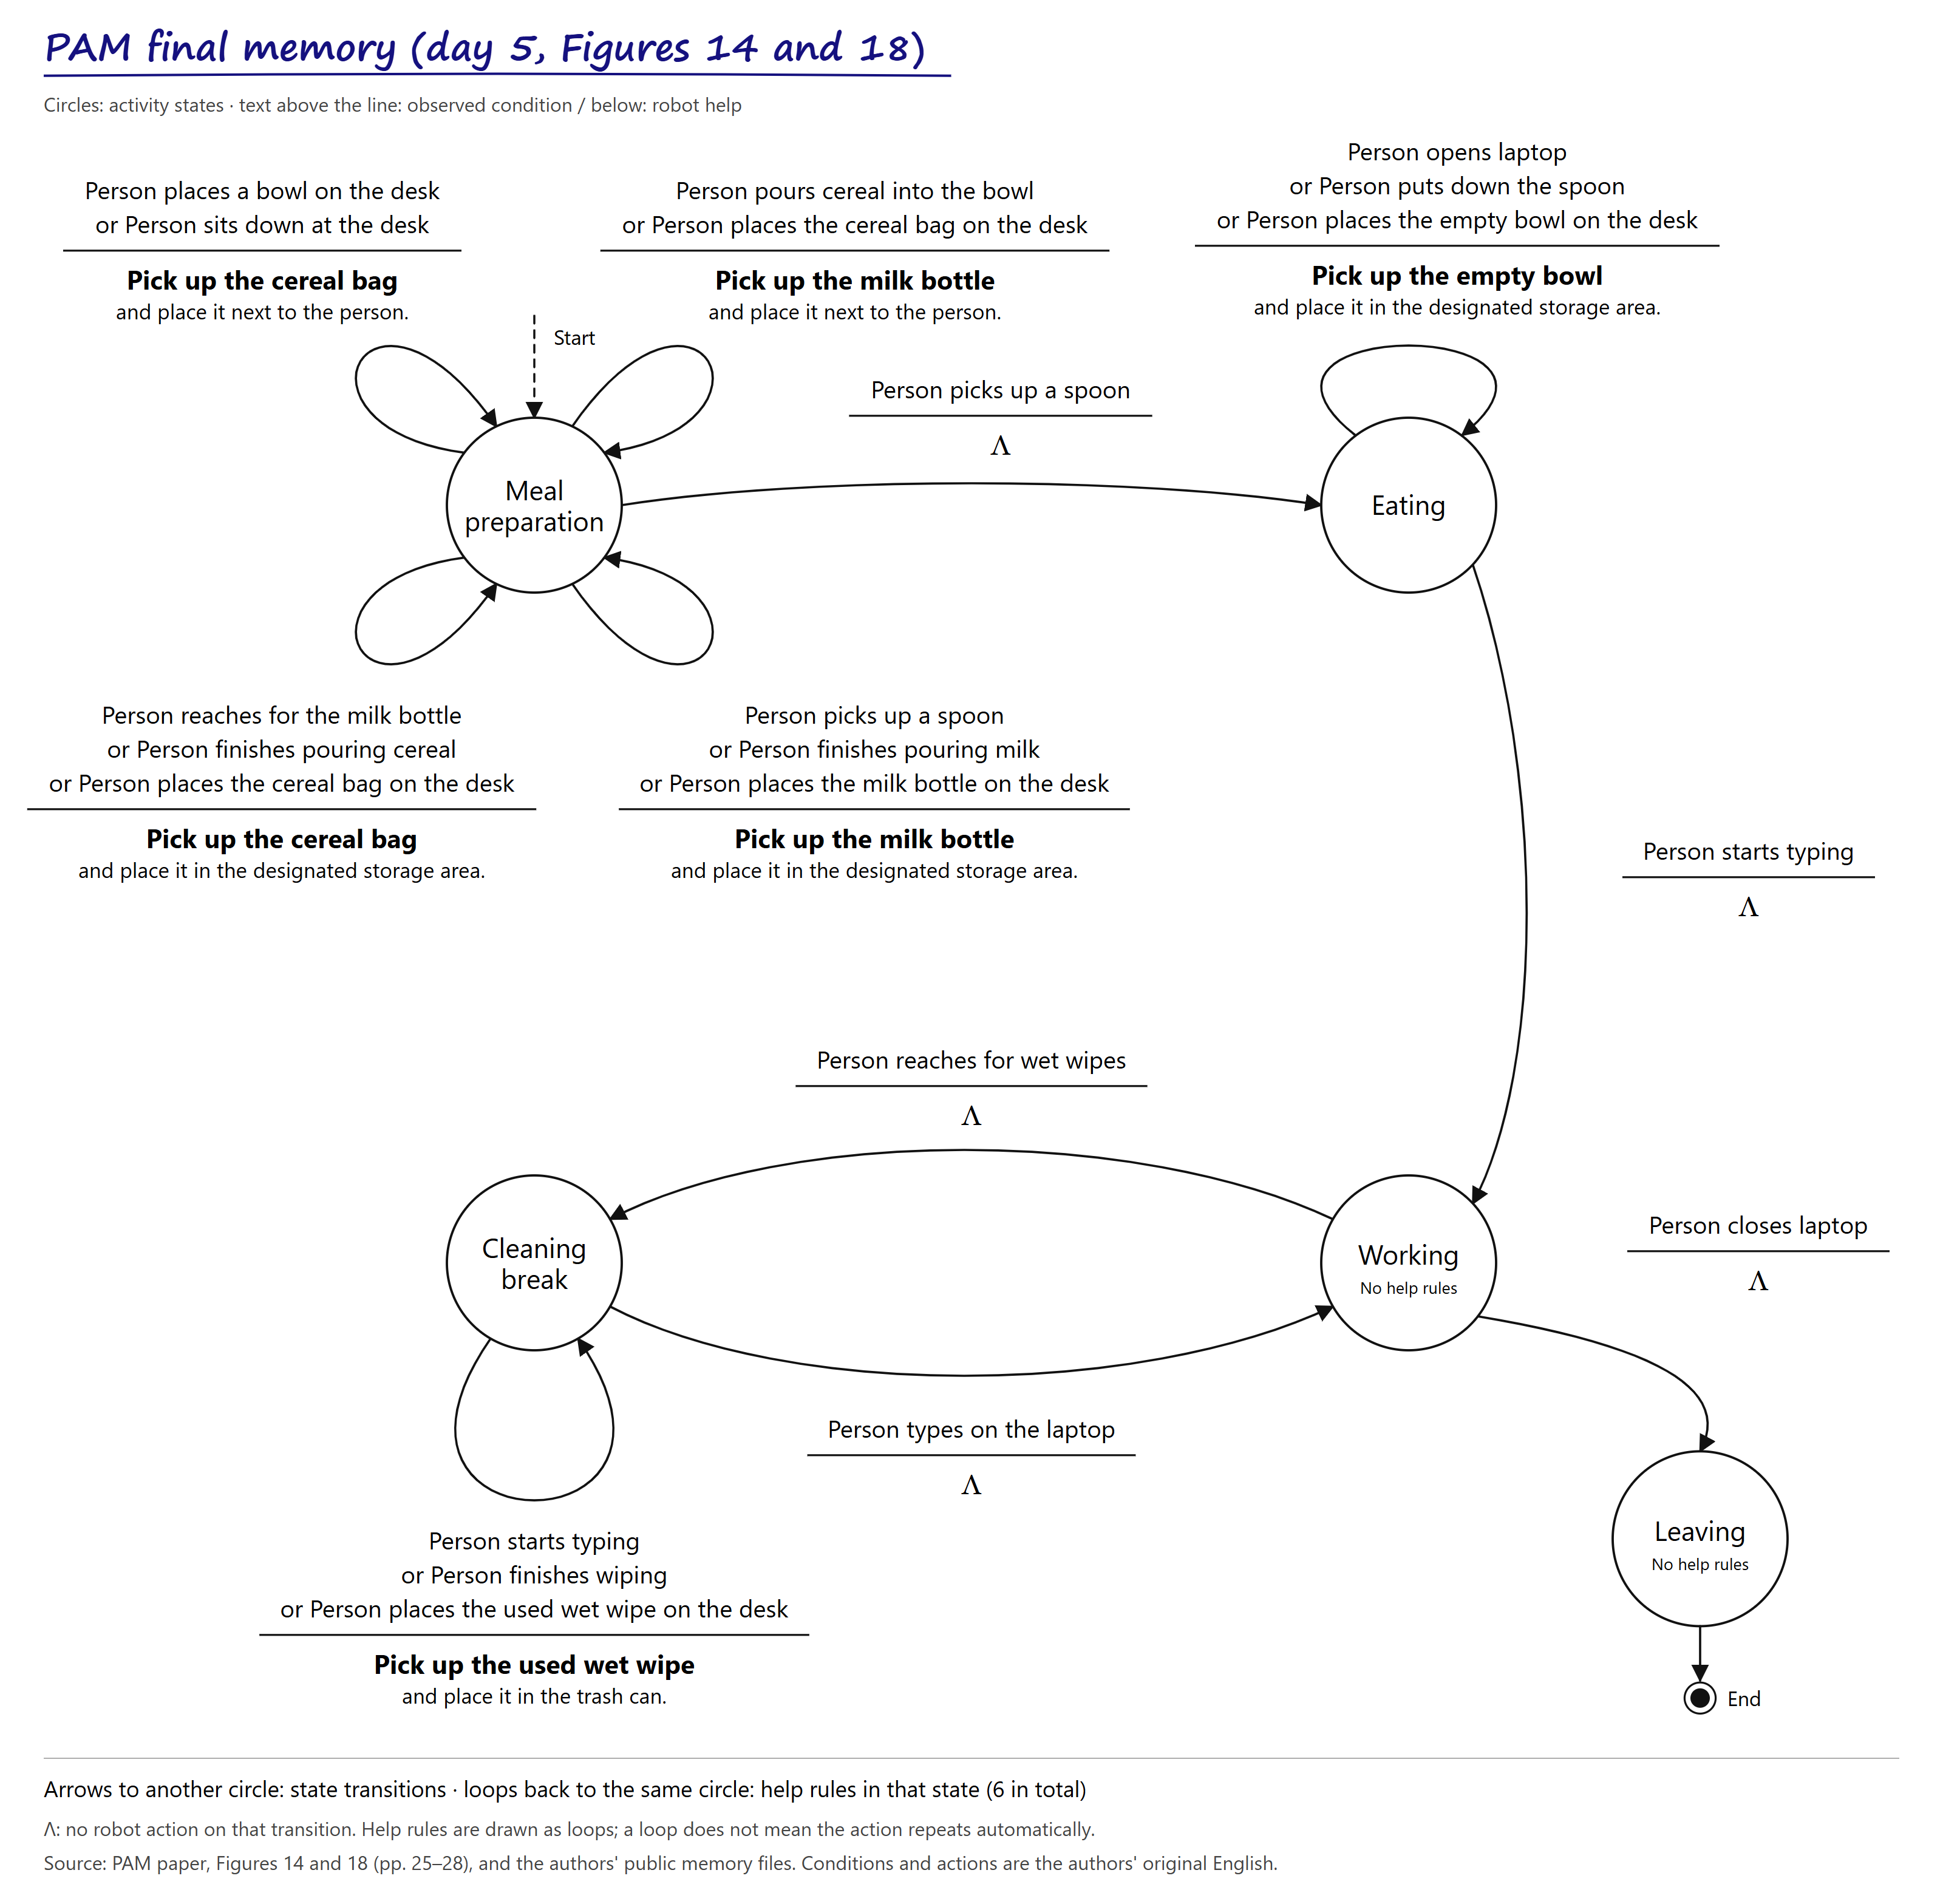 PAM final memory (day 5, Figures 14 and 18)
Circles: activity states · text above the line: observed condition / below: robot help
Person places a bowl on the desk
or Person sits down at the desk
Pick up the cereal bag
and place it next to the person.
Person pours cereal into the bowl
or Person places the cereal bag on the desk
Pick up the milk bottle
and place it next to the person.
Person opens laptop
or Person puts down the spoon
or Person places the empty bowl on the desk
Pick up the empty bowl
and place it in the designated storage area.
Start
Person picks up a spoon
Λ
Meal
preparation
Eating
Person reaches for the milk bottle
or Person finishes pouring cereal
or Person places the cereal bag on the desk
Pick up the cereal bag
and place it in the designated storage area.
Person picks up a spoon
or Person finishes pouring milk
or Person places the milk bottle on the desk
Pick up the milk bottle
and place it in the designated storage area.
Person starts typing
Λ
Person reaches for wet wipes
Λ
Cleaning
break
Working
No help rules
Person closes laptop
Λ
Person types on the laptop
Λ
Person starts typing
or Person finishes wiping
or Person places the used wet wipe on the desk
Pick up the used wet wipe
and place it in the trash can.
Leaving
No help rules
End
Arrows to another circle: state transitions · loops back to the same circle: help rules in that state (6 in total)
Λ: no robot action on that transition. Help rules are drawn as loops; a loop does not mean the action repeats automatically.
Source: PAM paper, Figures 14 and 18 (pp. 25–28), and the authors' public memory files. Conditions and actions are the authors' original English.